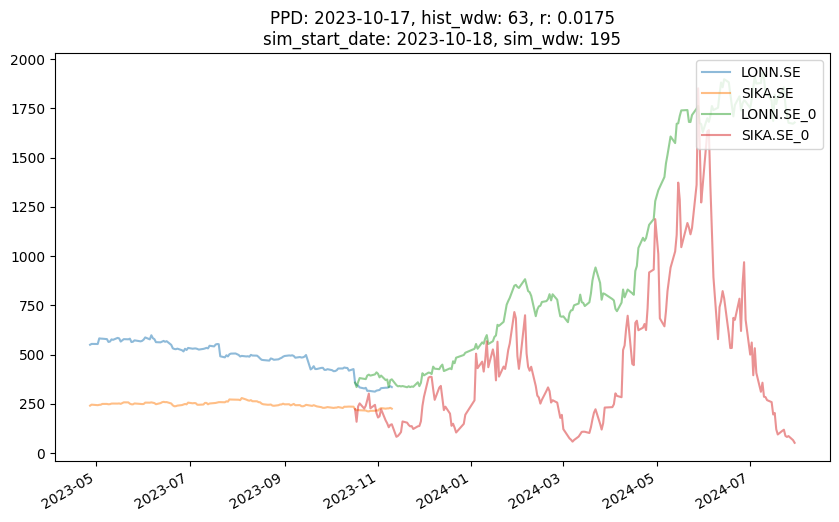 PPD: 2023-10-17, hist_wdw: 63, r: 0.0175
sim_start_date: 2023-10-18, sim_wdw: 195
2000
1750
1500
1250
1000
750
500
250
0
LONN.SE
SIKA.SE
LONN.SE_0
SIKA.SE_0
2023-05
2023-07
2023-09
2023-11
2024-01
2024-03
2024-05
2024-07